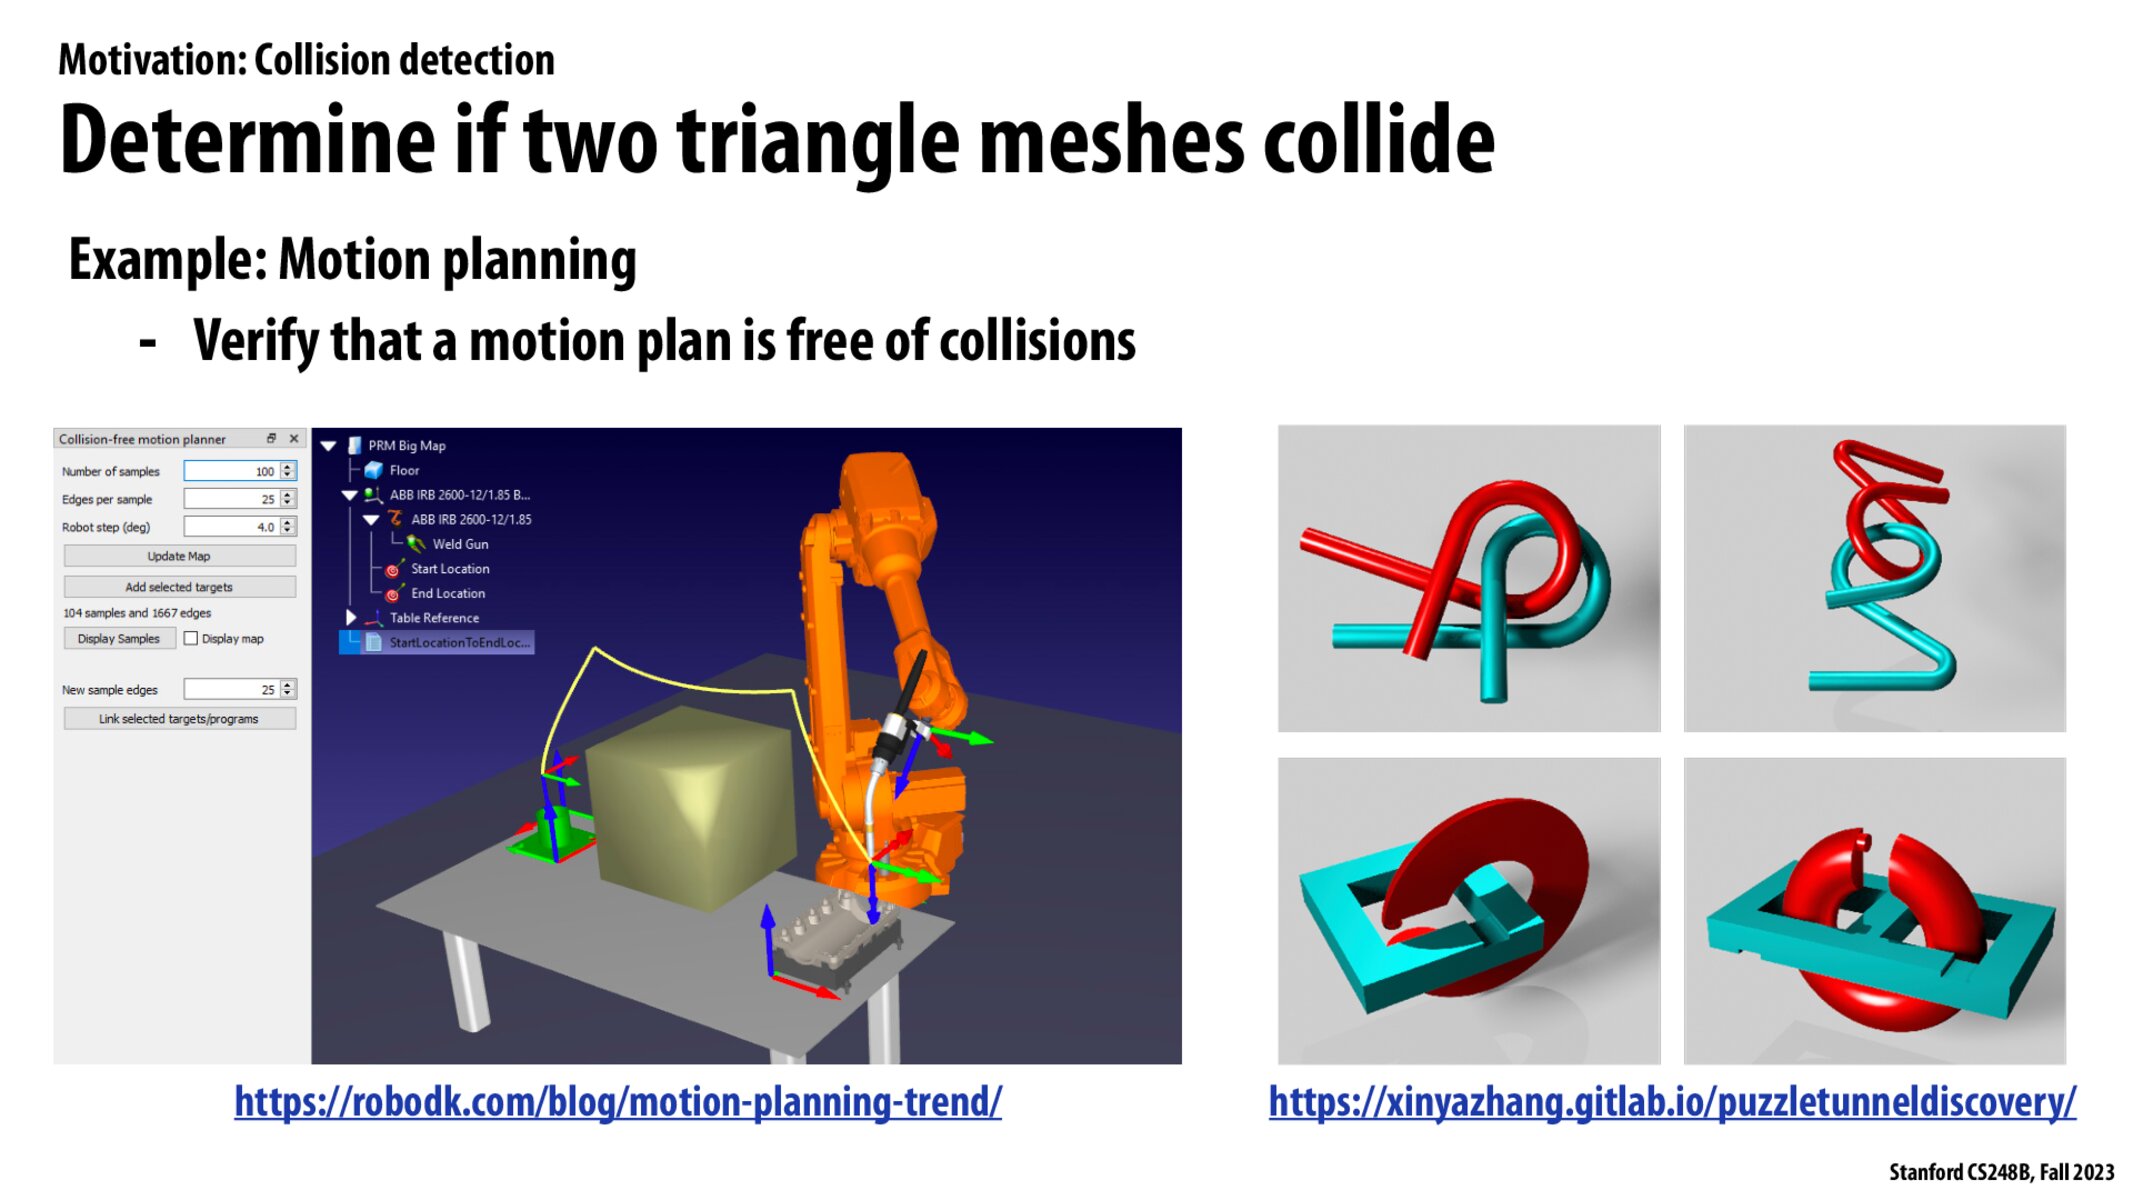 Motivation: Collision detection
Determine if two triangle meshes collide
Example: Motion planning
- Verify that a motion plan is free of collisions
Collision-free motion planner
Number of samples 100
Edges per sample 25
Robot step (deg) 4.0
Update Map
Add selected targets
104 samples and 1667 edges
Display Samples Display map
New sample edges 25
Link selected targets/programs
PRM Big Map
Floor
ABB IRB 2600-12/1.85 B...
ABB IRB 2600-12/1.85
Weld Gun
Start Location
End Location
Table Reference
StartLocationToEndLoc...
https://robodk.com/blog/motion-planning-trend/
https://xinyazhang.gitlab.io/puzzletunneldiscovery/
Stanford CS248B, Fall 2023